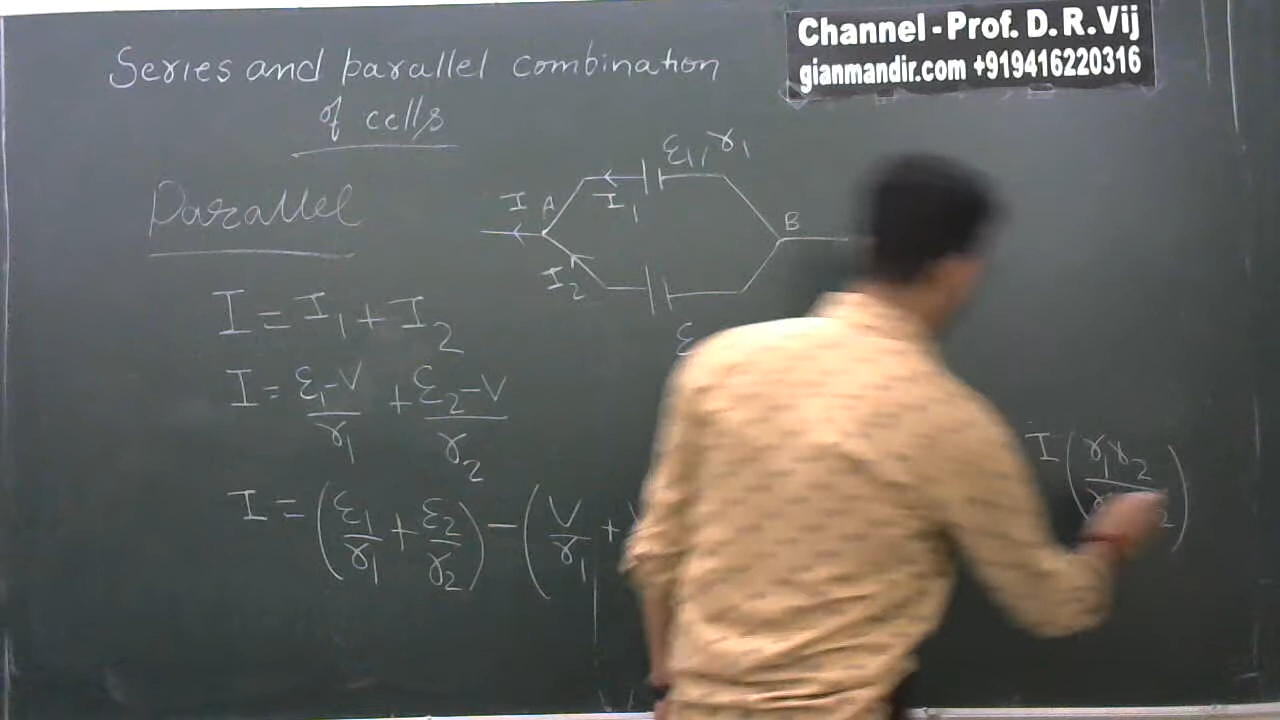 Channel - Prof. D. R. Vij
gianmandir.com +919416220316
Series and parallel combination
of cells
Parallel
ε₁, r₁
I A I₁ B
I₂
ε
I = I₁ + I₂
I = (ε₁-V)/r₁ + (ε₂-V)/r₂
I = (ε₁/r₁ + ε₂/r₂) - (V/r₁ +
I (r₁r₂